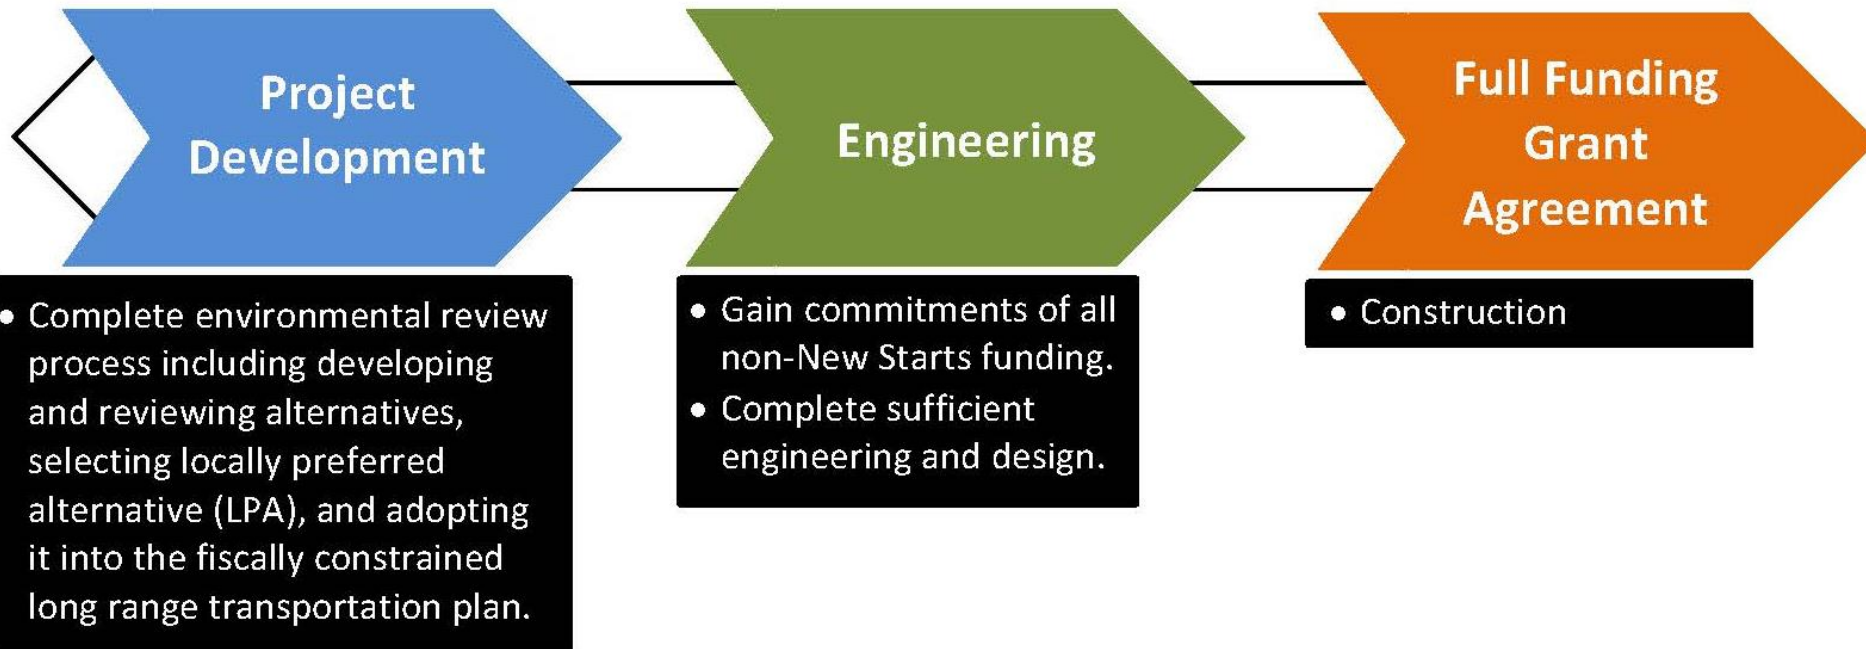 Project
Development
Engineering
Full Funding
Grant
Agreement
• Complete environmental review
process including developing
and reviewing alternatives,
selecting locally preferred
alternative (LPA), and adopting
it into the fiscally constrained
long range transportation plan.
• Gain commitments of all
non-New Starts funding.
• Complete sufficient
engineering and design.
• Construction